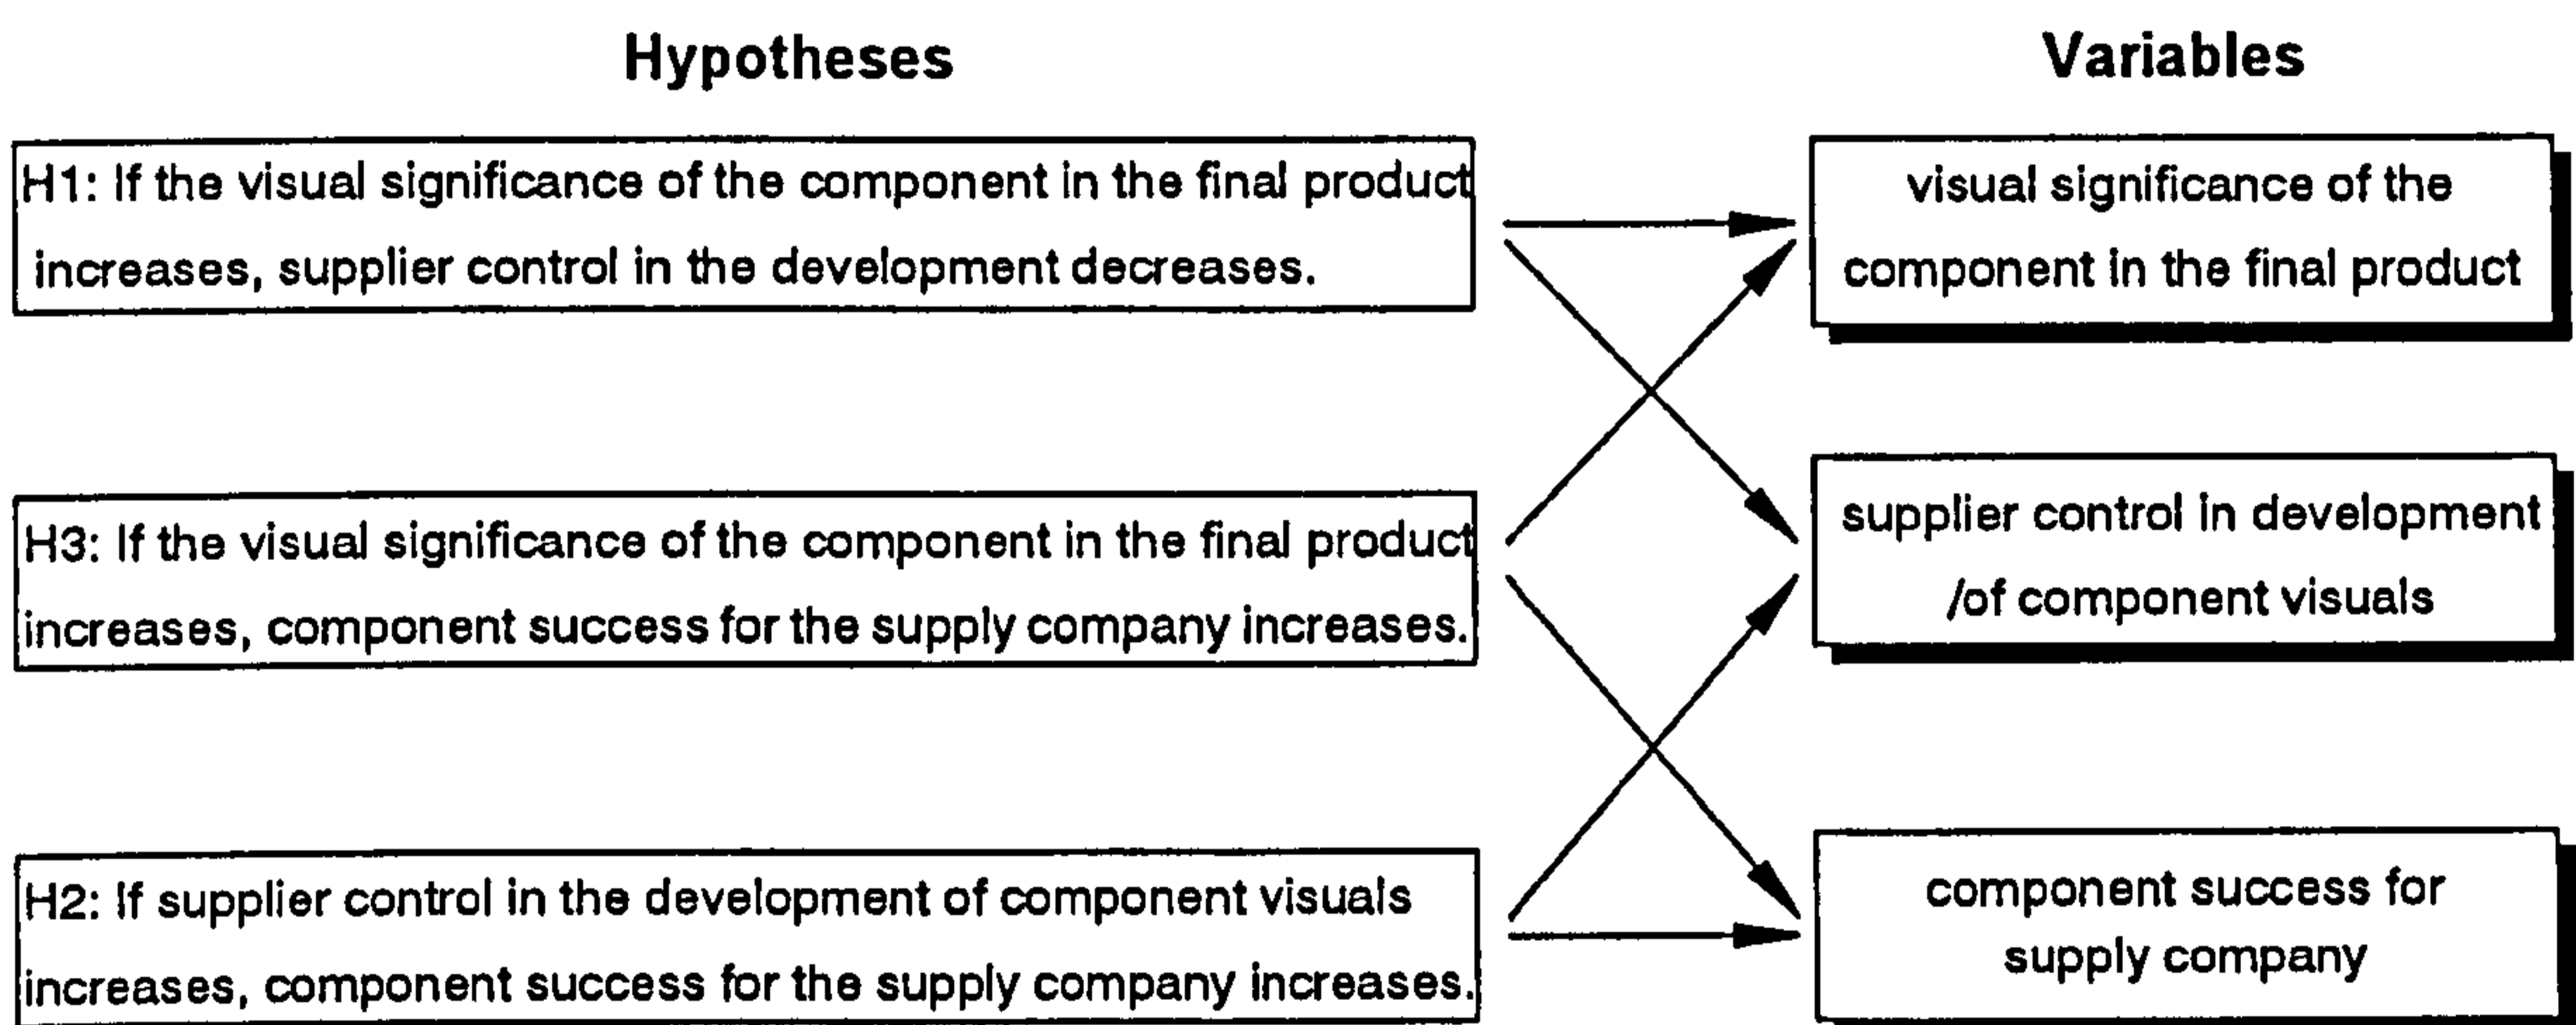 Hypotheses
Variables
H1: If the visual significance of the component in the final product
increases, supplier control in the development decreases.
visual significance of the
component in the final product
H3: If the visual significance of the component in the final product
increases, component success for the supply company increases.
supplier control in development
/of component visuals
H2: If supplier control in the development of component visuals
increases, component success for the supply company increases.
component success for
supply company